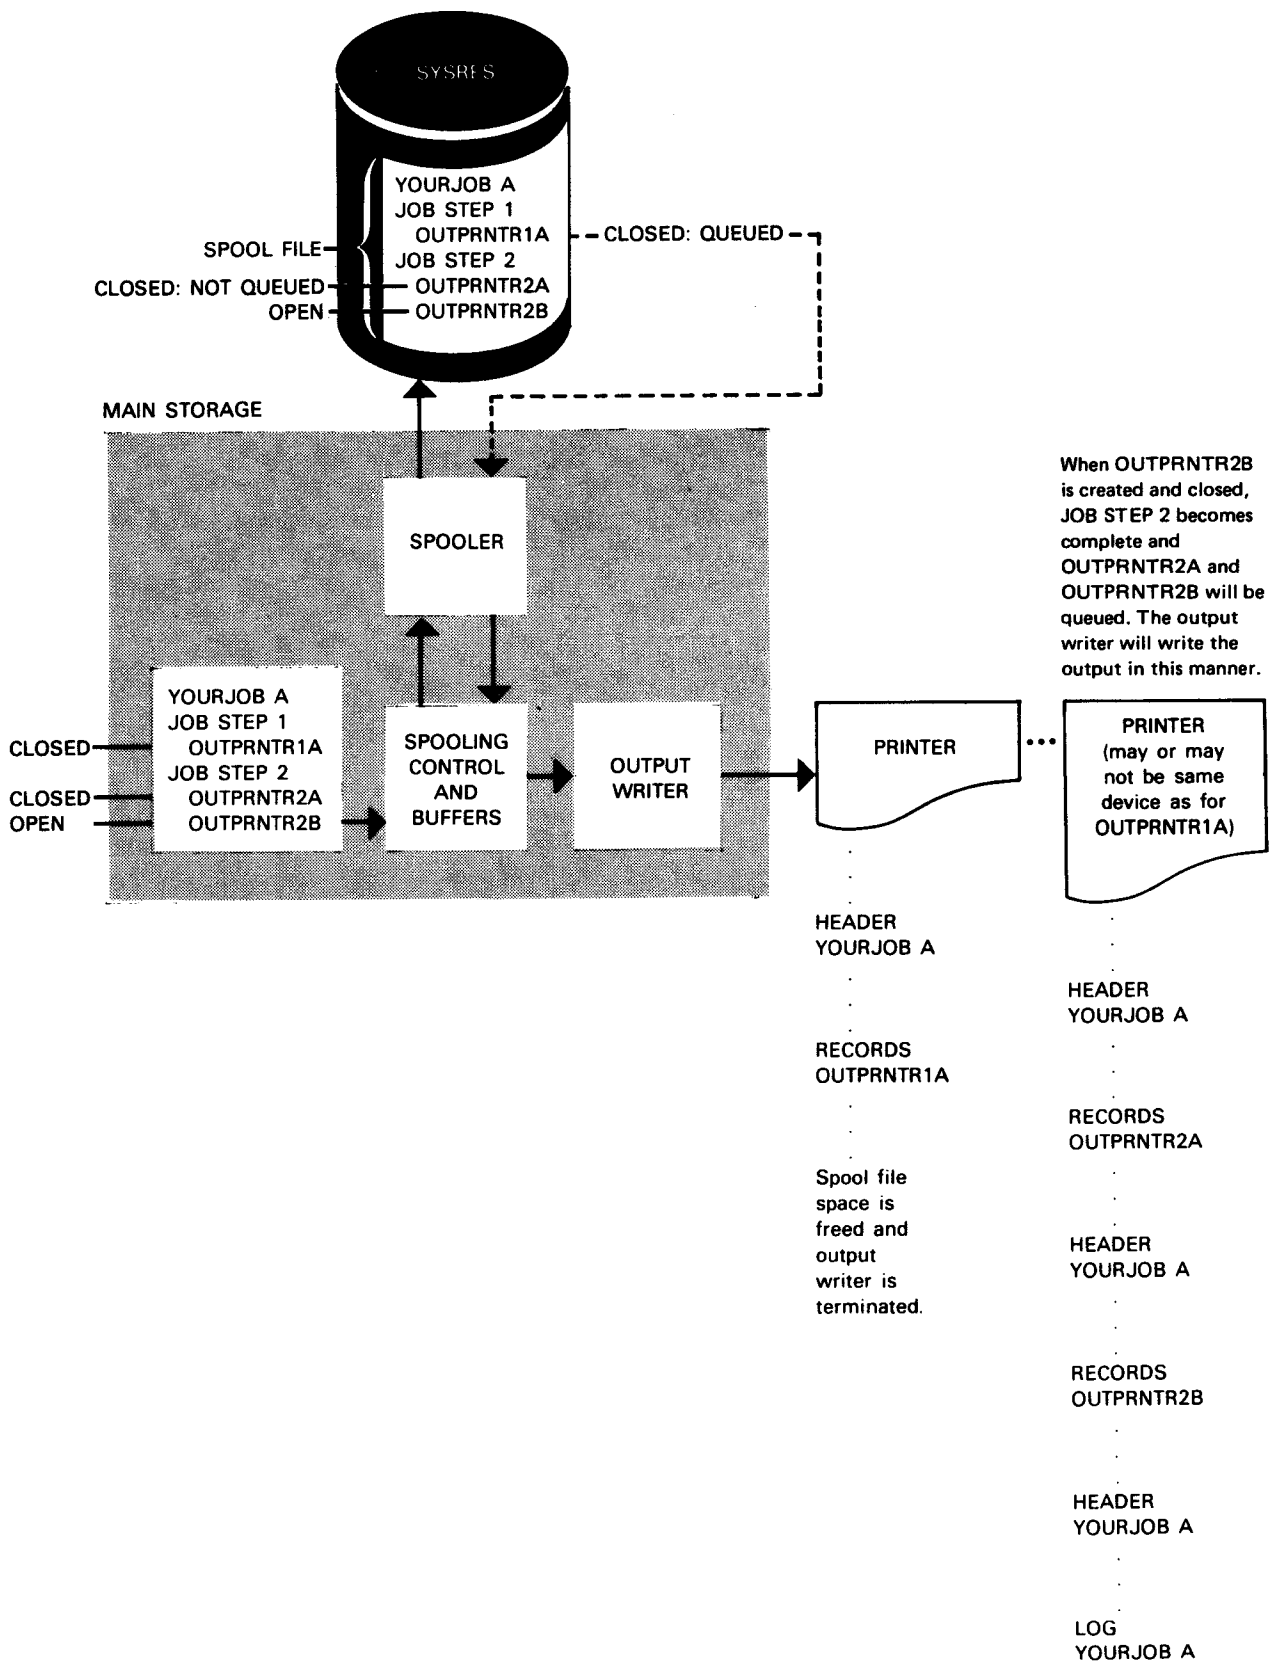 SYSRES
YOURJOB A
JOB STEP 1
OUTPRNTR1A
CLOSED: QUEUED
SPOOL FILE
JOB STEP 2
CLOSED: NOT QUEUED
OUTPRNTR2A
OPEN
OUTPRNTR2B
MAIN STORAGE
SPOOLER
YOURJOB A
JOB STEP 1
CLOSED
OUTPRNTR1A
JOB STEP 2
CLOSED
OUTPRNTR2A
OPEN
OUTPRNTR2B
SPOOLING
CONTROL
AND
BUFFERS
OUTPUT
WRITER
PRINTER
HEADER
YOURJOB A
RECORDS
OUTPRNTR1A
Spool file
space is
freed and
output
writer is
terminated.
When OUTPRNTR2B
is created and closed,
JOB STEP 2 becomes
complete and
OUTPRNTR2A and
OUTPRNTR2B will be
queued. The output
writer will write the
output in this manner.
PRINTER
(may or may
not be same
device as for
OUTPRNTR1A)
HEADER
YOURJOB A
RECORDS
OUTPRNTR2A
HEADER
YOURJOB A
RECORDS
OUTPRNTR2B
HEADER
YOURJOB A
LOG
YOURJOB A